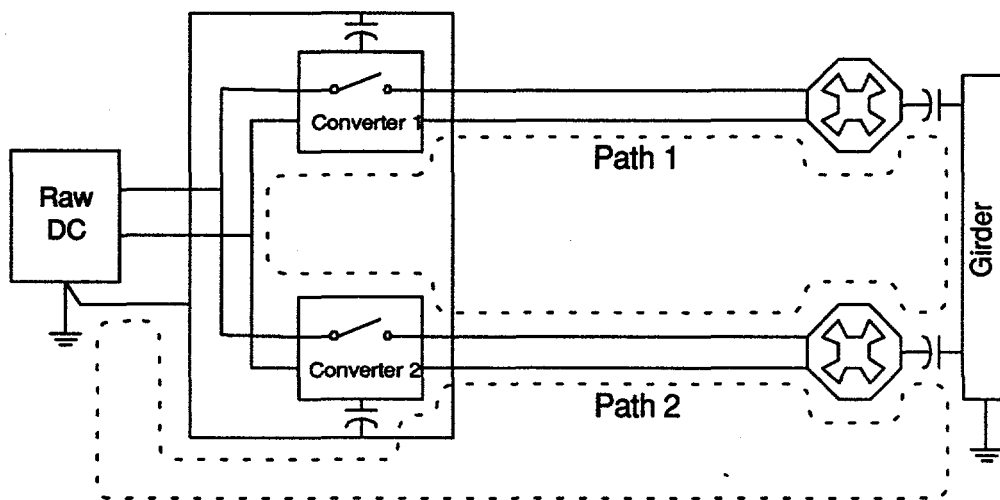 Converter 1
Path 1
Raw
DC
Girder
Converter 2
Path 2